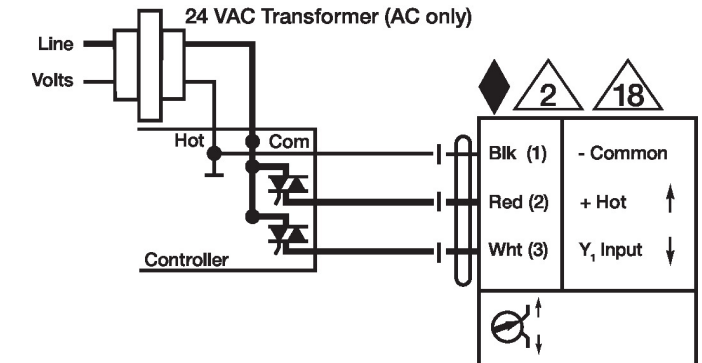 24 VAC Transformer (AC only)
Line
Volts
2
18
Hot
Com
Blk (1)
- Common
Red (2)
+ Hot
Wht (3)
Y1 Input
Controller